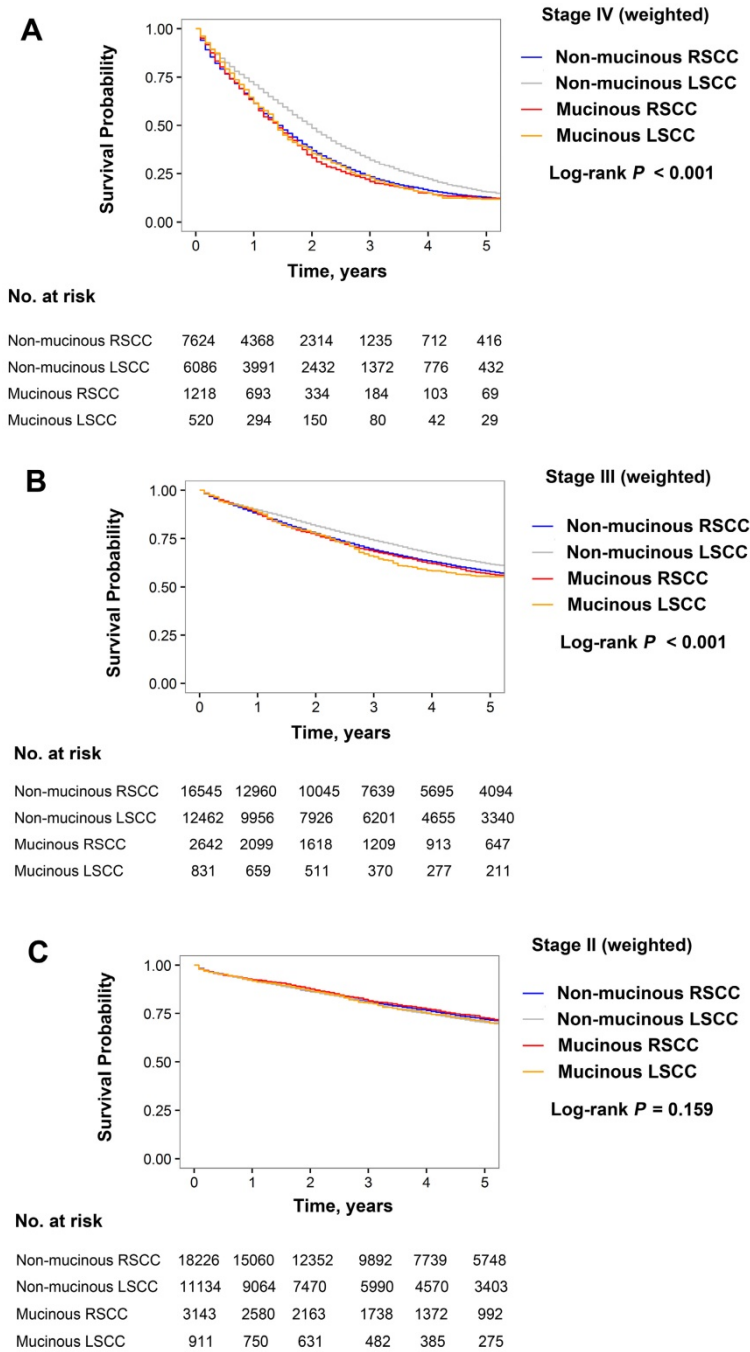 A
Stage IV (weighted)
Non-mucinous RSCC
Non-mucinous LSCC
Mucinous RSCC
Mucinous LSCC
Log-rank P < 0.001
Survival Probability
1.00
0.75
0.50
0.25
0.00
0 1 2 3 4 5
Time, years
No. at risk
Non-mucinous RSCC 7624 4368 2314 1235 712 416
Non-mucinous LSCC 6086 3991 2432 1372 776 432
Mucinous RSCC 1218 693 334 184 103 69
Mucinous LSCC 520 294 150 80 42 29
B
Stage III (weighted)
Non-mucinous RSCC
Non-mucinous LSCC
Mucinous RSCC
Mucinous LSCC
Log-rank P < 0.001
Survival Probability
1.00
0.75
0.50
0.25
0.00
0 1 2 3 4 5
Time, years
No. at risk
Non-mucinous RSCC 16545 12960 10045 7639 5695 4094
Non-mucinous LSCC 12462 9956 7926 6201 4655 3340
Mucinous RSCC 2642 2099 1618 1209 913 647
Mucinous LSCC 831 659 511 370 277 211
C
Stage II (weighted)
Non-mucinous RSCC
Non-mucinous LSCC
Mucinous RSCC
Mucinous LSCC
Log-rank P = 0.159
Survival Probability
1.00
0.75
0.50
0.25
0.00
0 1 2 3 4 5
Time, years
No. at risk
Non-mucinous RSCC 18226 15060 12352 9892 7739 5748
Non-mucinous LSCC 11134 9064 7470 5990 4570 3403
Mucinous RSCC 3143 2580 2163 1738 1372 992
Mucinous LSCC 911 750 631 482 385 275